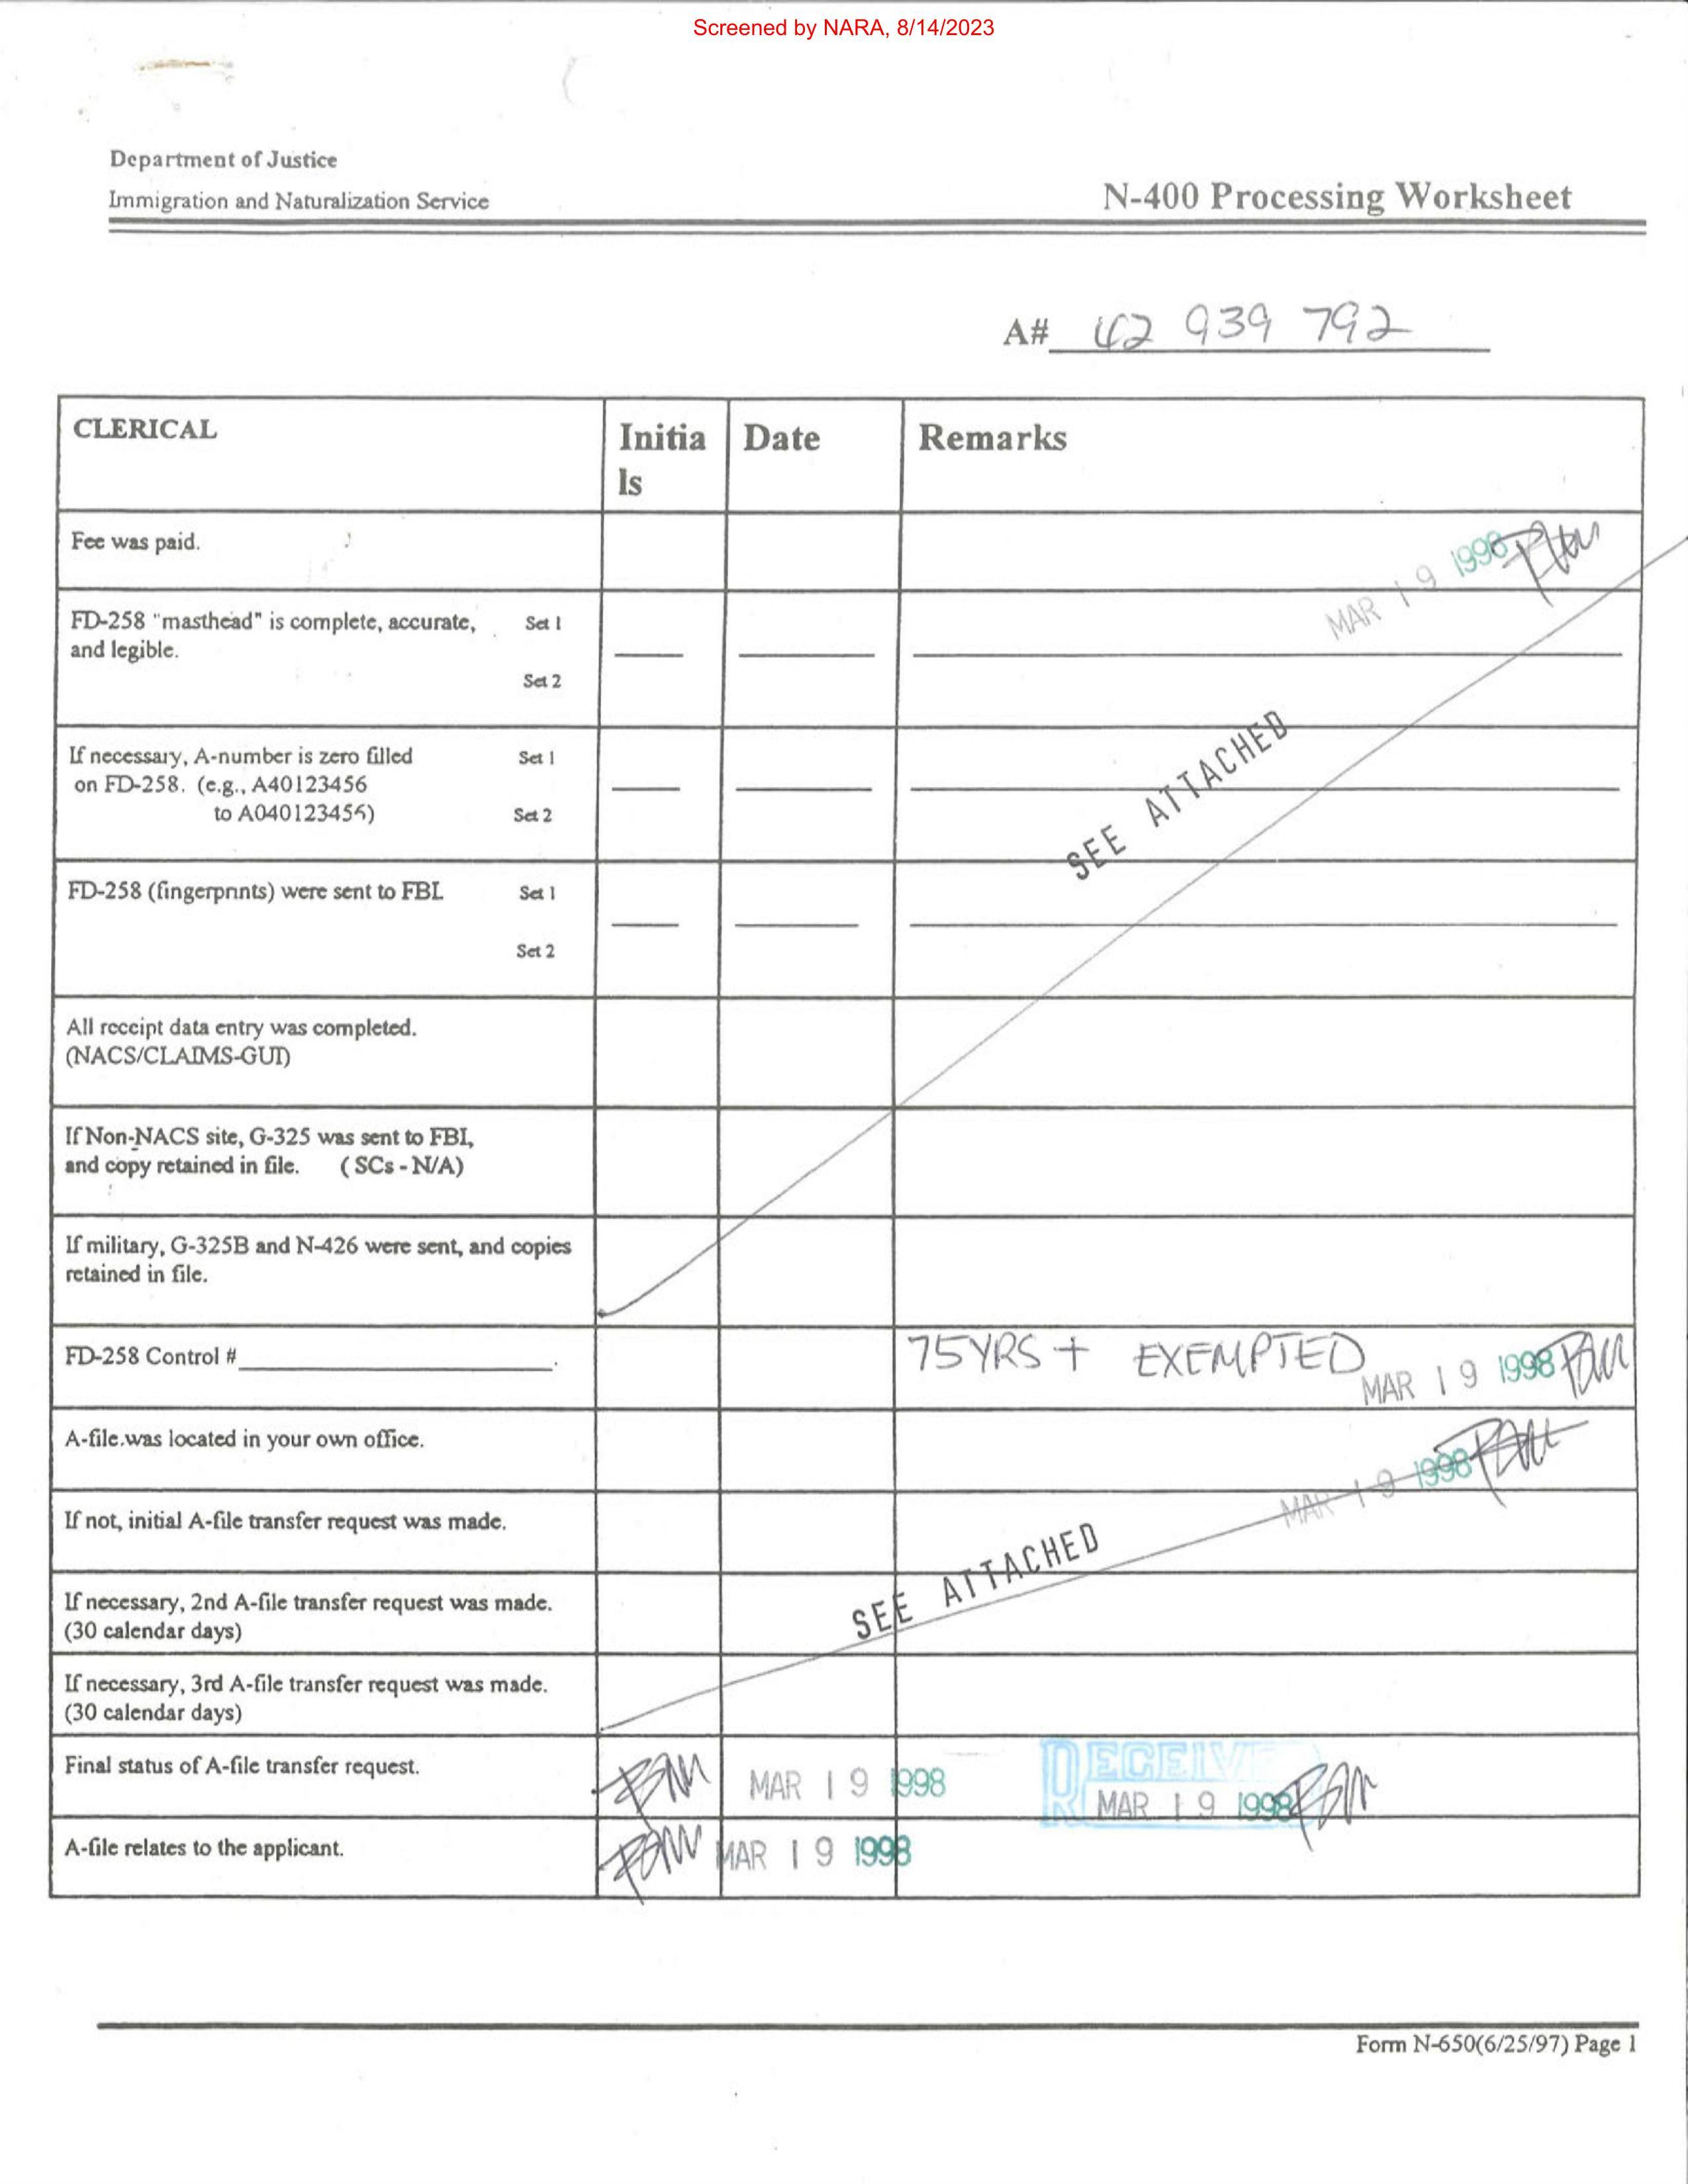 Screened by NARA, 8/14/2023
Department of Justice
Immigration and Naturalization Service
N-400 Processing Worksheet
A# 42 939 792
CLERICAL
Initia
ls
Date
Remarks
Fee was paid.
MAR 19 1998
FD-258 "masthead" is complete, accurate, Set 1
and legible.
Set 2
SEE ATTACHED
If necessary, A-number is zero filled Set 1
on FD-258. (e.g., A40123456
to A040123456) Set 2
FD-258 (fingerprints) were sent to FBI. Set 1
Set 2
All receipt data entry was completed.
(NACS/CLAIMS-GUI)
If Non-NACS site, G-325 was sent to FBI,
and copy retained in file. (SCs - N/A)
If military, G-325B and N-426 were sent, and copies
retained in file.
FD-258 Control #
75YRS + EXEMPTED
MAR 19 1998
A-file was located in your own office.
MAR 19 1998
If not, initial A-file transfer request was made.
SEE ATTACHED
If necessary, 2nd A-file transfer request was made.
(30 calendar days)
If necessary, 3rd A-file transfer request was made.
(30 calendar days)
Final status of A-file transfer request.
MAR 19 1998
RECEIVE
MAR 19 1998
A-file relates to the applicant.
MAR 19 1998
Form N-650(6/25/97) Page 1